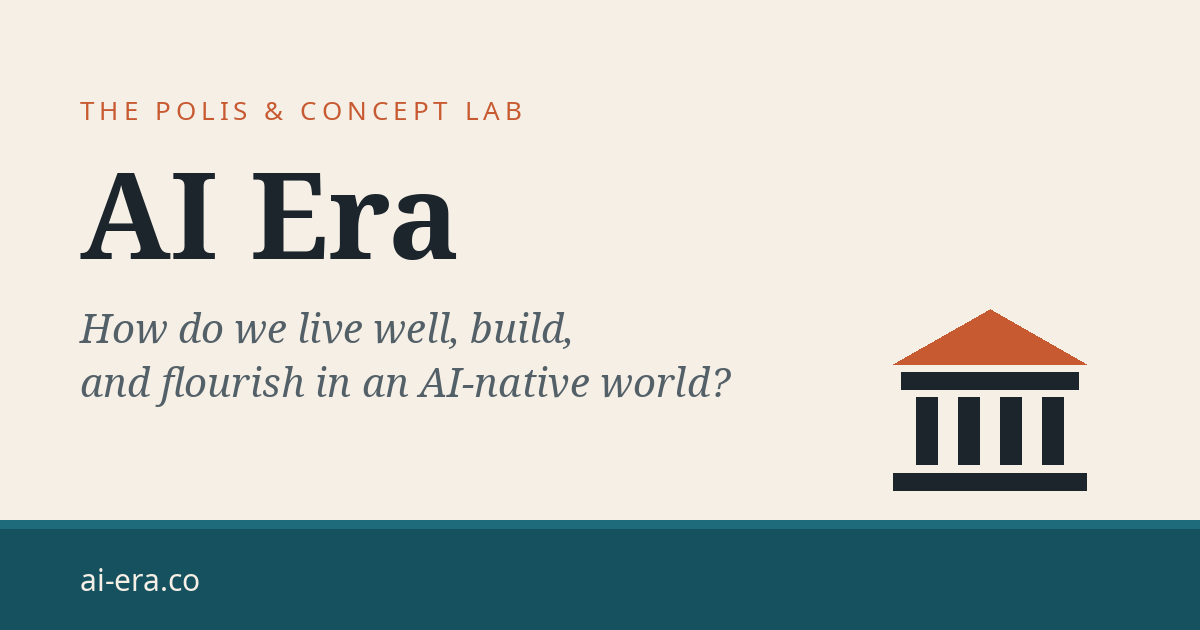 THE POLIS & CONCEPT LAB
AI Era
How do we live well, build,
and flourish in an AI-native world?
ai-era.co